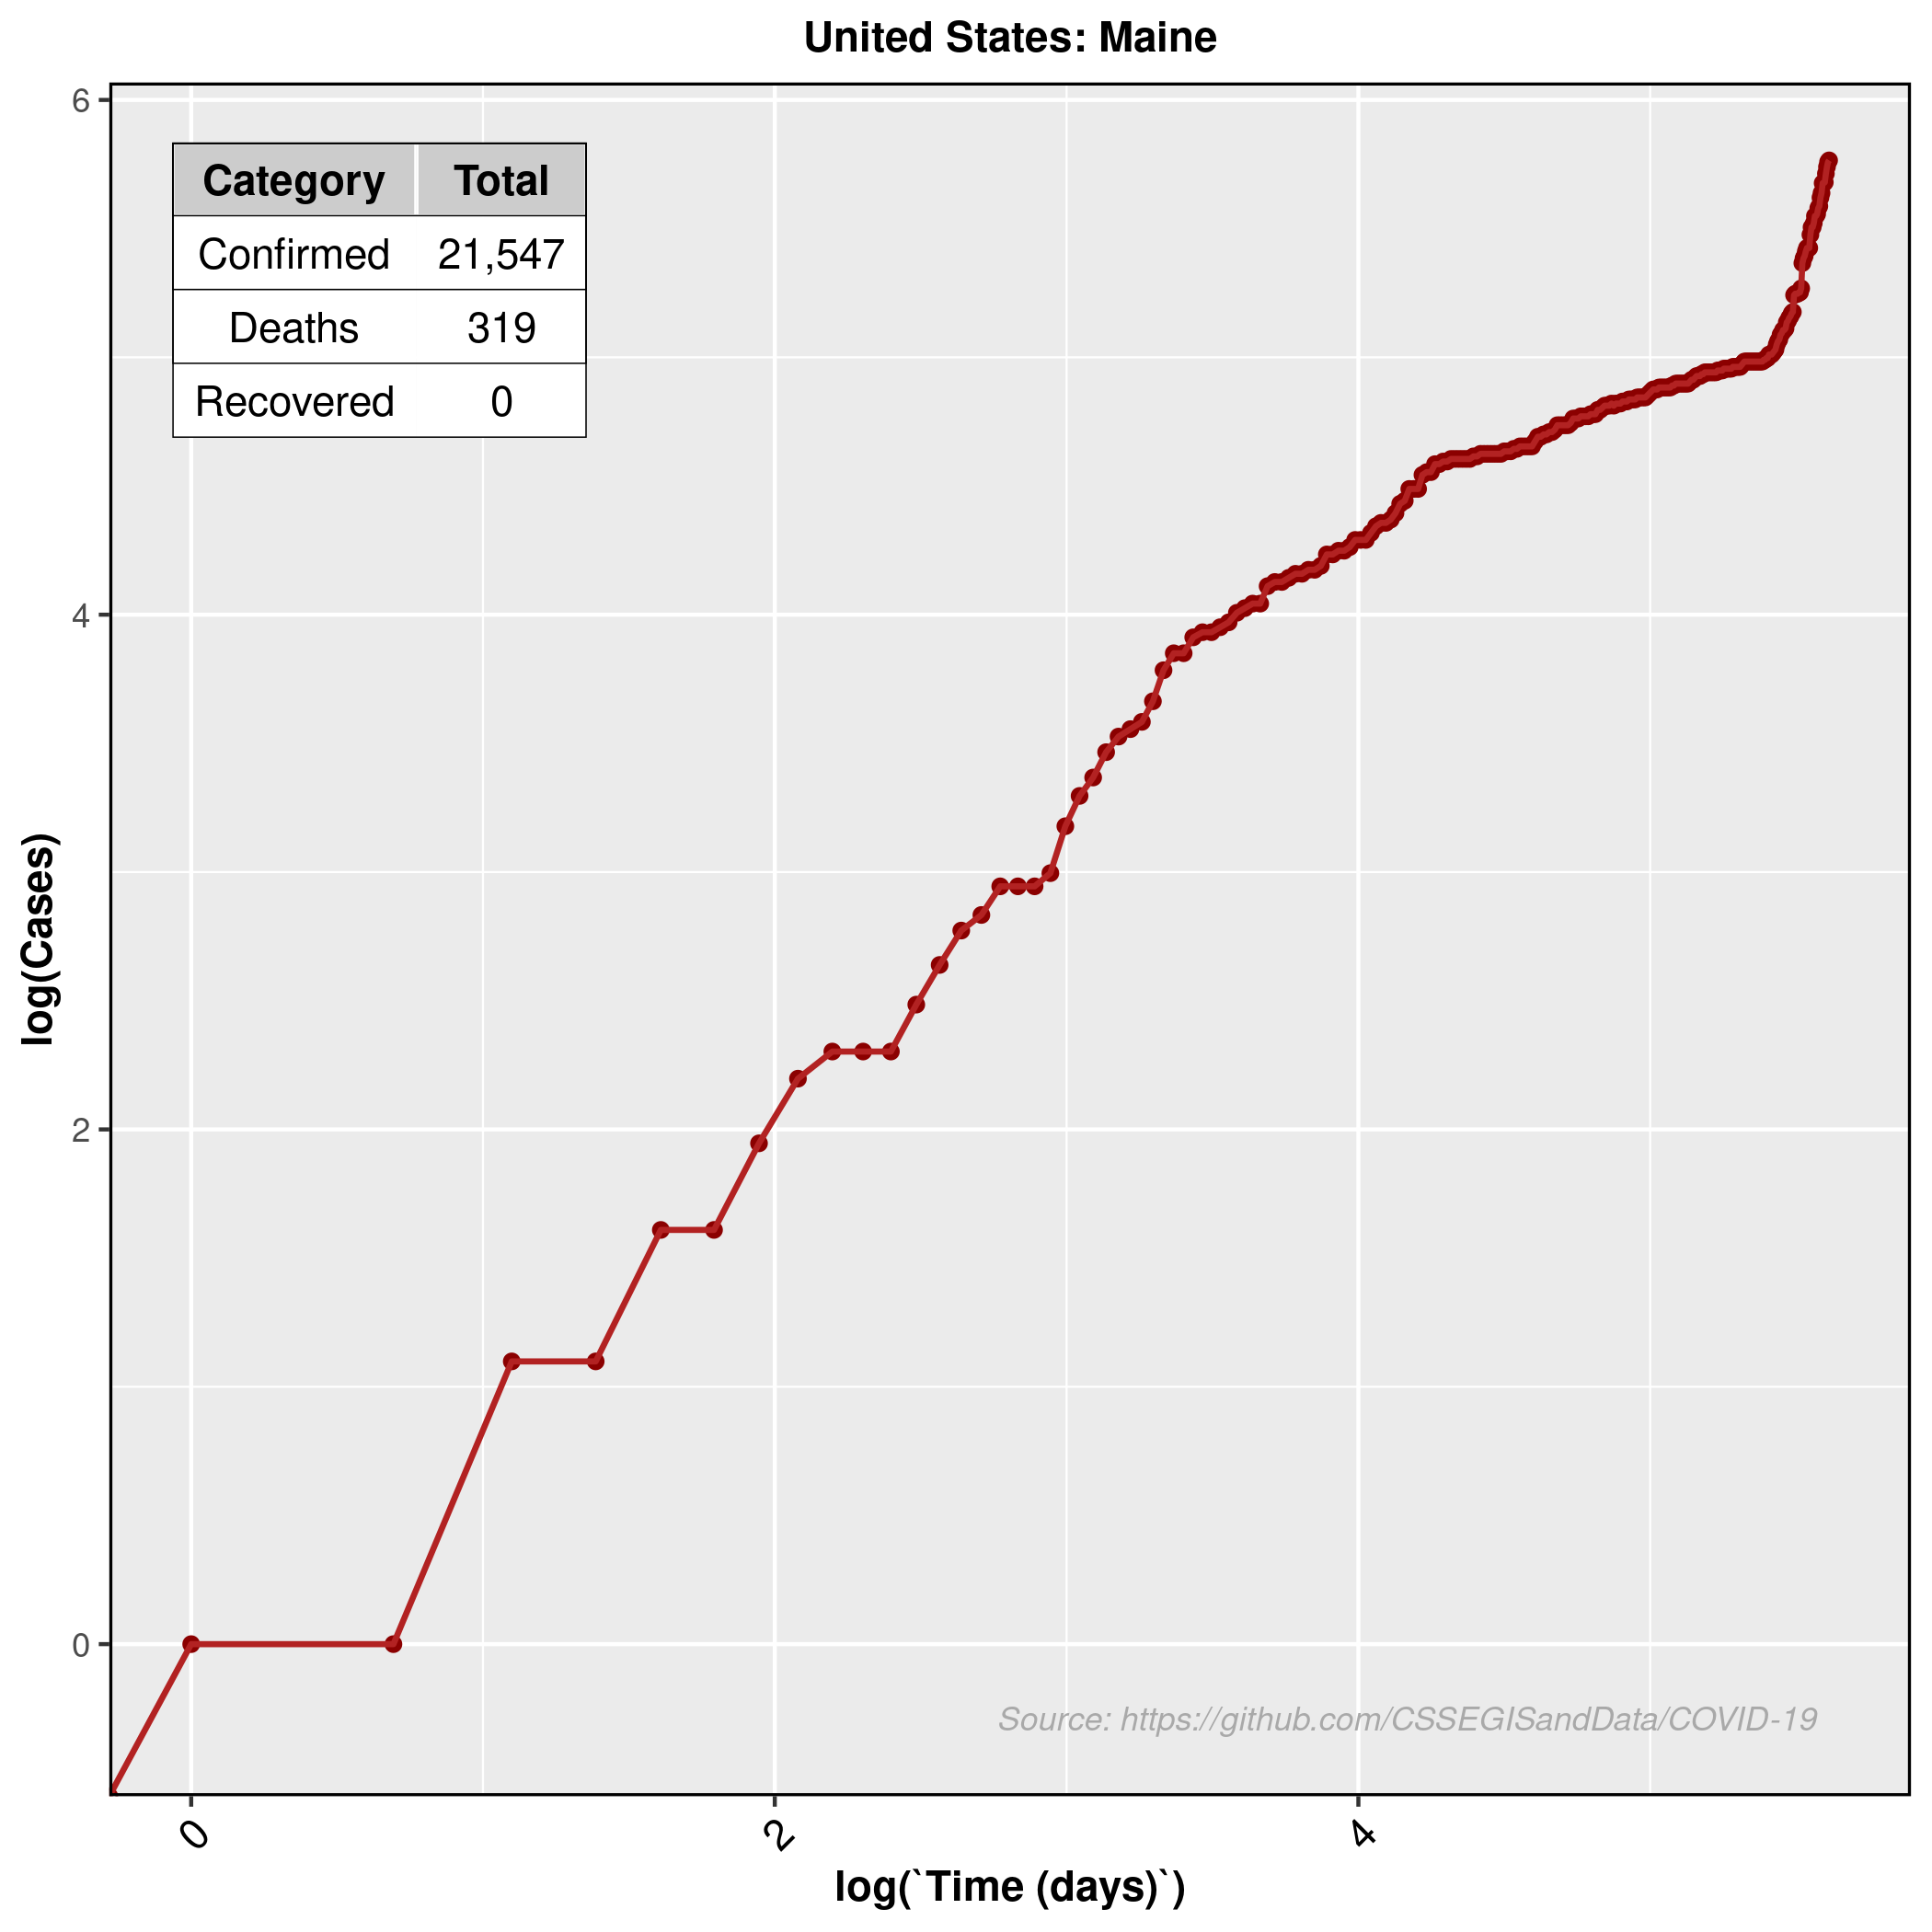 United States: Maine
6
Category Total
Confirmed 21,547
Deaths 319
Recovered 0
4
log(Cases)
2
0
Source: https://github.com/CSSEGISandData/COVID-19
0 2 4
log(`Time (days)`)